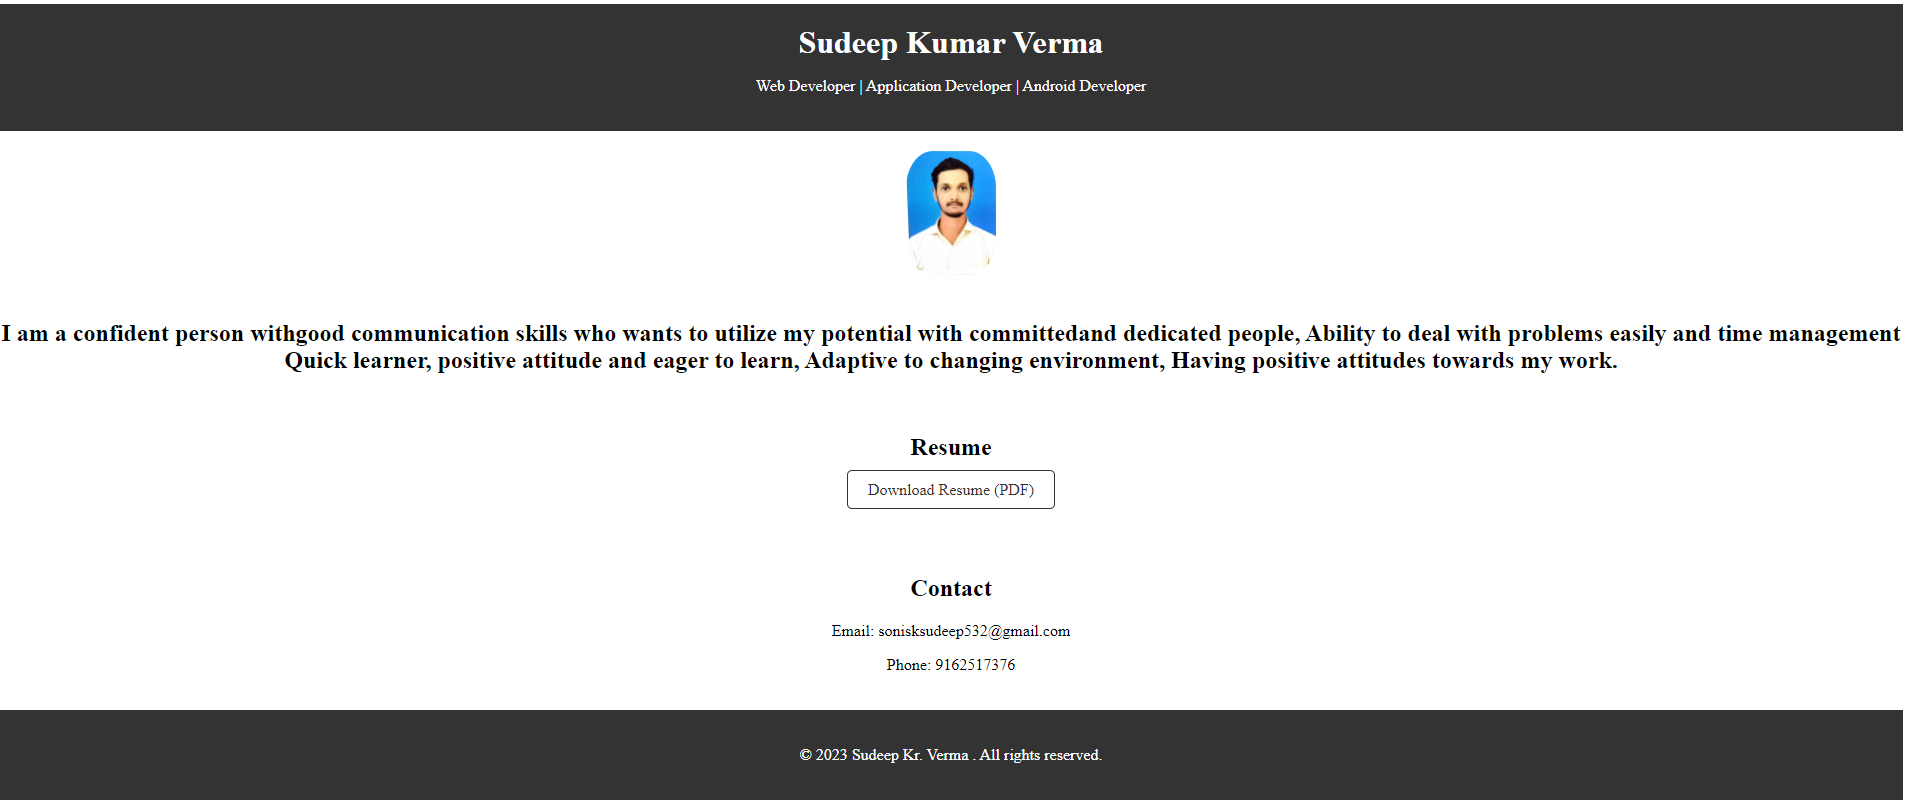 Sudeep Kumar Verma
Web Developer | Application Developer | Android Developer
I am a confident person withgood communication skills who wants to utilize my potential with committedand dedicated people, Ability to deal with problems easily and time management
Quick learner, positive attitude and eager to learn, Adaptive to changing environment, Having positive attitudes towards my work.
Resume
Download Resume (PDF)
Contact
Email: sonisksudeep532@gmail.com
Phone: 9162517376
© 2023 Sudeep Kr. Verma . All rights reserved.